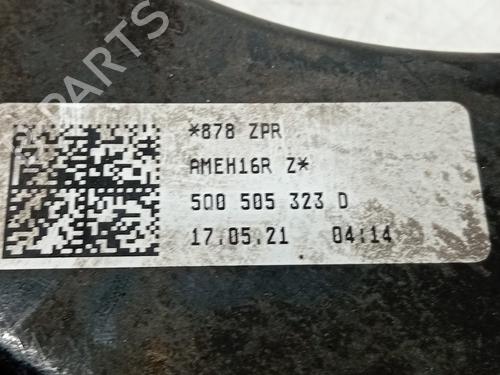 *878 ZPR
AMEH16R Z*
5Q0 505 323 D
17.05.21 04:14
B-PARTS